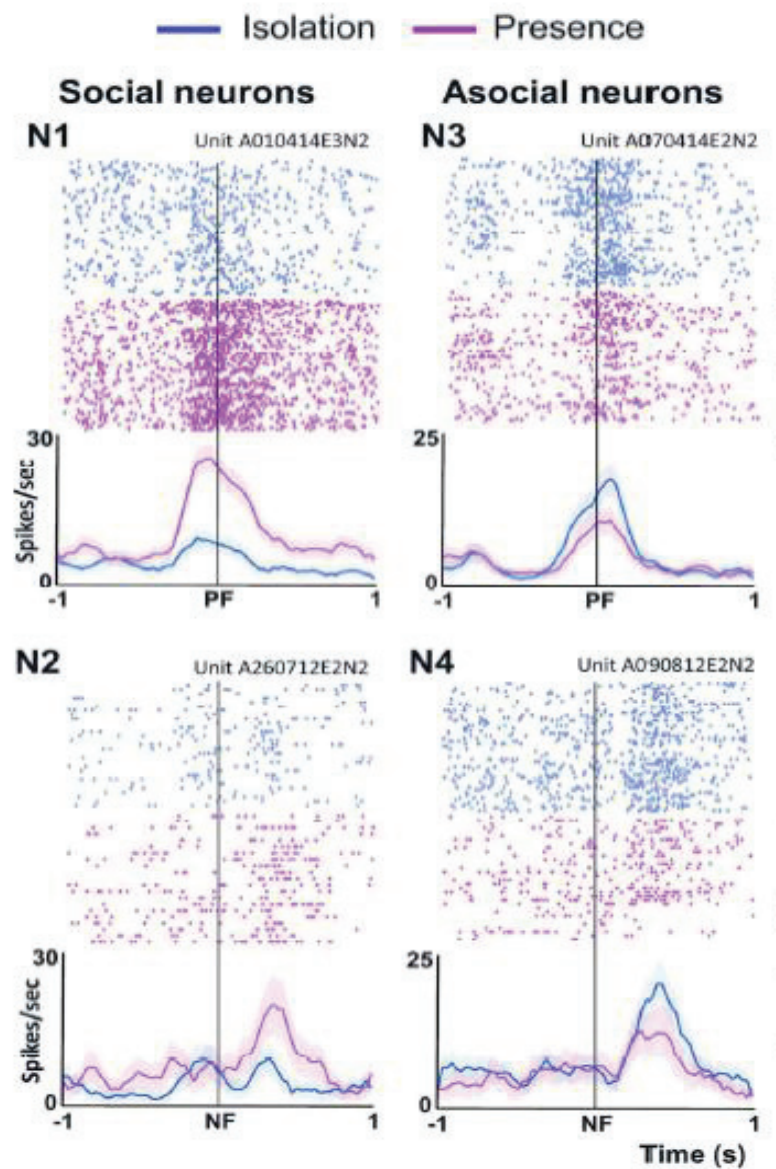 Isolation Presence
Social neurons Asocial neurons
N1 Unit A010414E3N2
N3 Unit A070414E2N2
30
Spikes/sec
0
-1 PF 1
25
0
-1 PF 1
N2 Unit A260712E2N2
N4 Unit A090812E2N2
30
Spikes/sec
0
-1 NF 1
25
0
-1 NF 1
Time (s)